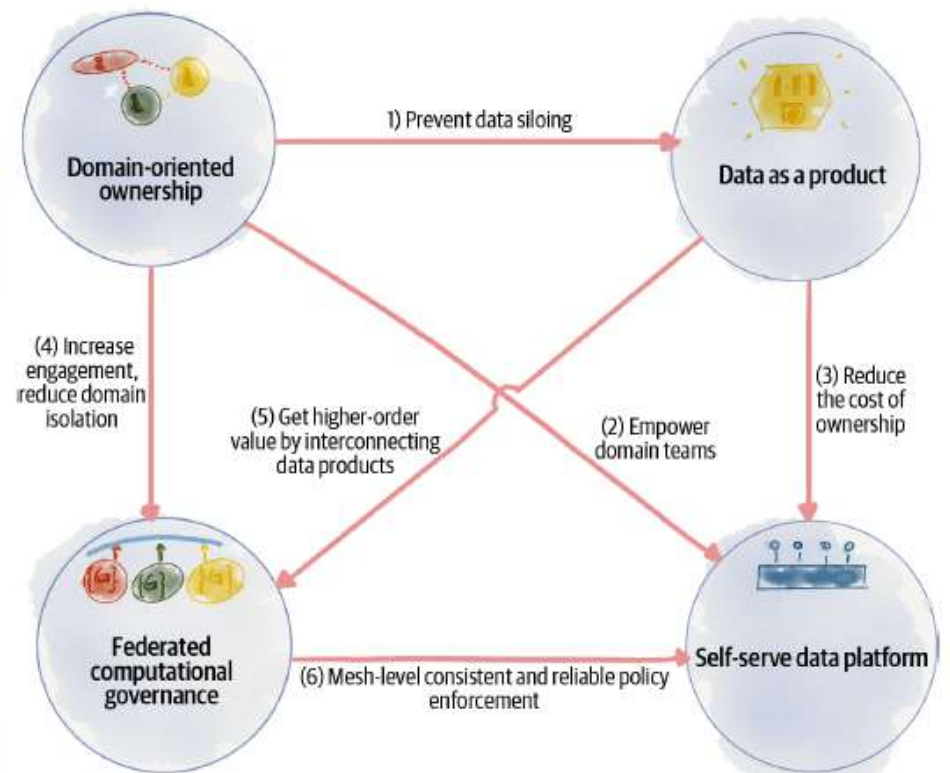 1) Prevent data siloing
Domain-oriented
ownership
Data as a product
(4) Increase
engagement,
reduce domain
isolation
(5) Get higher-order
value by interconnecting
data products
(2) Empower
domain teams
(3) Reduce
the cost of
ownership
{G} {G} {G}
Federated
computational
governance
Self-serve data platform
(6) Mesh-level consistent and reliable policy
enforcement